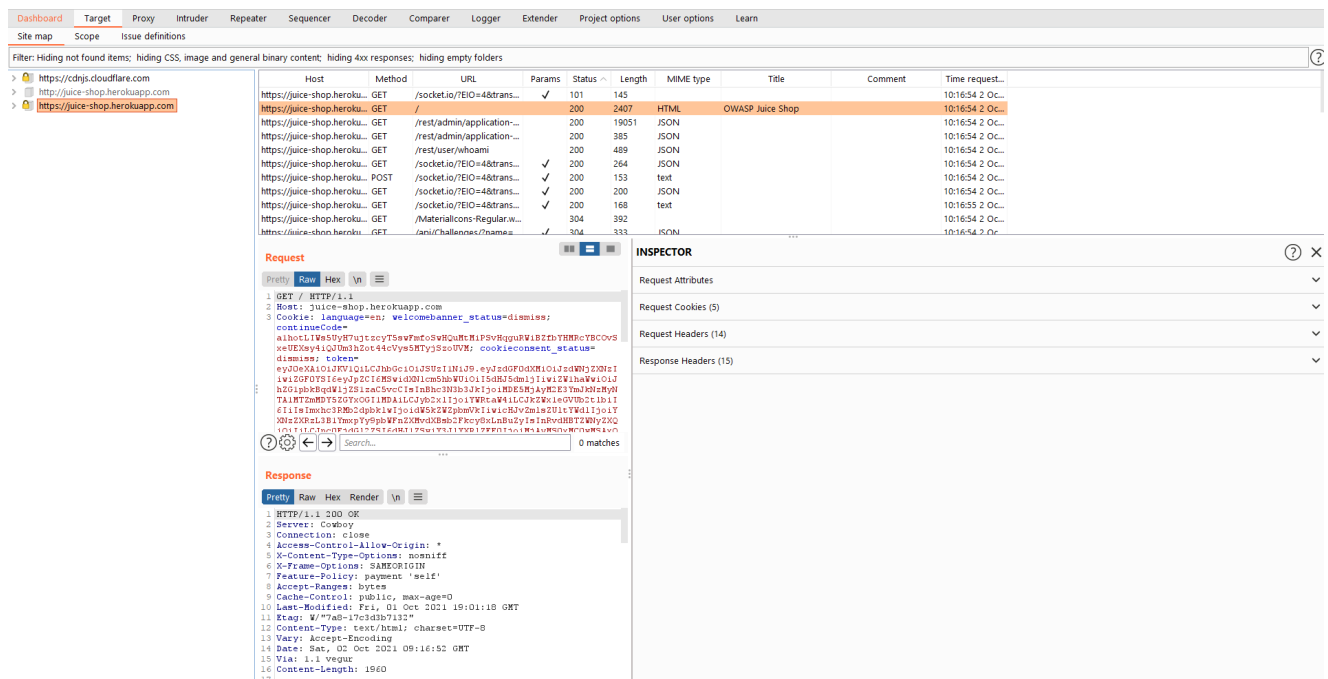 Dashboard Target Proxy Intruder Repeater Sequencer Decoder Comparer Logger Extender Project options User options Learn
Site map Scope Issue definitions
Filter: Hiding not found items; hiding CSS, image and general binary content; hiding 4xx responses; hiding empty folders
https://cdnjs.cloudflare.com
http://juice-shop.herokuapp.com
https://juice-shop.herokuapp.com
Host Method URL Params Status Length MIME type Title Comment Time request...
https://juice-shop.heroku... GET /socket.io/?EIO=4&trans... ✓ 101 145 10:16:54 2 Oc...
https://juice-shop.heroku... GET / 200 2407 HTML OWASP Juice Shop 10:16:54 2 Oc...
https://juice-shop.heroku... GET /rest/admin/application-... 200 19051 JSON 10:16:54 2 Oc...
https://juice-shop.heroku... GET /rest/admin/application-... 200 385 JSON 10:16:54 2 Oc...
https://juice-shop.heroku... GET /rest/user/whoami 200 489 JSON 10:16:54 2 Oc...
https://juice-shop.heroku... GET /socket.io/?EIO=4&trans... ✓ 200 264 JSON 10:16:54 2 Oc...
https://juice-shop.heroku... POST /socket.io/?EIO=4&trans... ✓ 200 153 text 10:16:54 2 Oc...
https://juice-shop.heroku... GET /socket.io/?EIO=4&trans... ✓ 200 200 JSON 10:16:54 2 Oc...
https://juice-shop.heroku... GET /socket.io/?EIO=4&trans... ✓ 200 168 text 10:16:55 2 Oc...
https://juice-shop.heroku... GET /MaterialIcons-Regular.w... 304 392 10:16:54 2 Oc...
https://juice-shop.heroku... GET /api/Challenges/?name=... ✓ 304 333 JSON 10:16:54 2 Oc...
Request
Pretty Raw Hex \n
1 GET / HTTP/1.1
2 Host: juice-shop.herokuapp.com
3 Cookie: language=en; welcomebanner_status=dismiss;
continueCode=
cookieconsent_status=
dismiss; token=
Search...
0 matches
Response
Pretty Raw Hex Render \n
1 HTTP/1.1 200 OK
2 Server: Cowboy
3 Connection: close
4 Access-Control-Allow-Origin: *
5 X-Content-Type-Options: nosniff
6 X-Frame-Options: SAMEORIGIN
7 Feature-Policy: payment 'self'
8 Accept-Ranges: bytes
9 Cache-Control: public, max-age=0
10 Last-Modified: Fri, 01 Oct 2021 19:01:18 GMT
11 Etag: W/"7a8-17c3d3b7132"
12 Content-Type: text/html; charset=UTF-8
13 Vary: Accept-Encoding
14 Date: Sat, 02 Oct 2021 09:16:52 GMT
15 Via: 1.1 vegur
16 Content-Length: 1960
17
INSPECTOR
Request Attributes
Request Cookies (5)
Request Headers (14)
Response Headers (15)